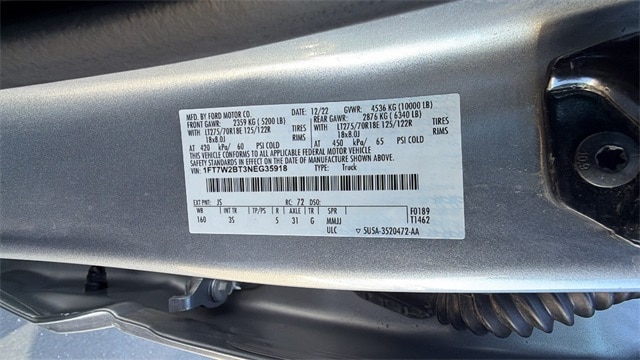 MFD. BY FORD MOTOR CO.
DATE: 12/22 GVWR: 4536 KG (10000 LB)
FRONT GAWR: 2359 KG (5200 LB)
REAR GAWR: 2876 KG (6340 LB)
WITH LT275/70R18E 125/122R TIRES
WITH LT275/70R18E 125/122R TIRES
18x8.0J RIMS
18x8.0J RIMS
AT 420 kPa/ 60 PSI COLD
AT 450 kPa/ 65 PSI COLD
THIS VEHICLE CONFORMS TO ALL APPLICABLE FEDERAL MOTOR VEHICLE
SAFETY STANDARDS IN EFFECT ON THE DATE OF MANUFACTURE SHOWN ABOVE.
VIN: 1FT7W2BT3NEG35918 TYPE: Truck
EXT PNT: JS RC: 72 DSO:
WB INT TR TP/PS R AXLE TR SPR F0189
160 3S 5 31 G MMJJ T1462
ULC ▽ 5U5A-3520472-AA